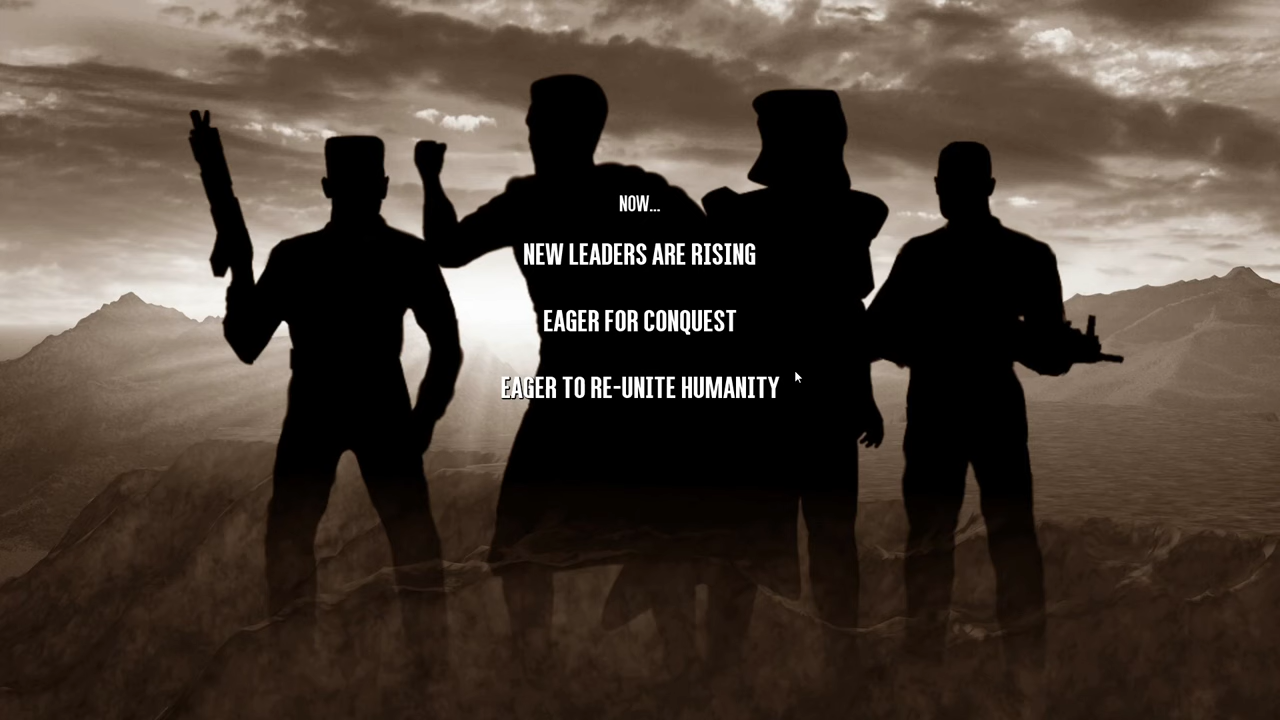 NOW...
NEW LEADERS ARE RISING
EAGER FOR CONQUEST
EAGER TO RE-UNITE HUMANITY